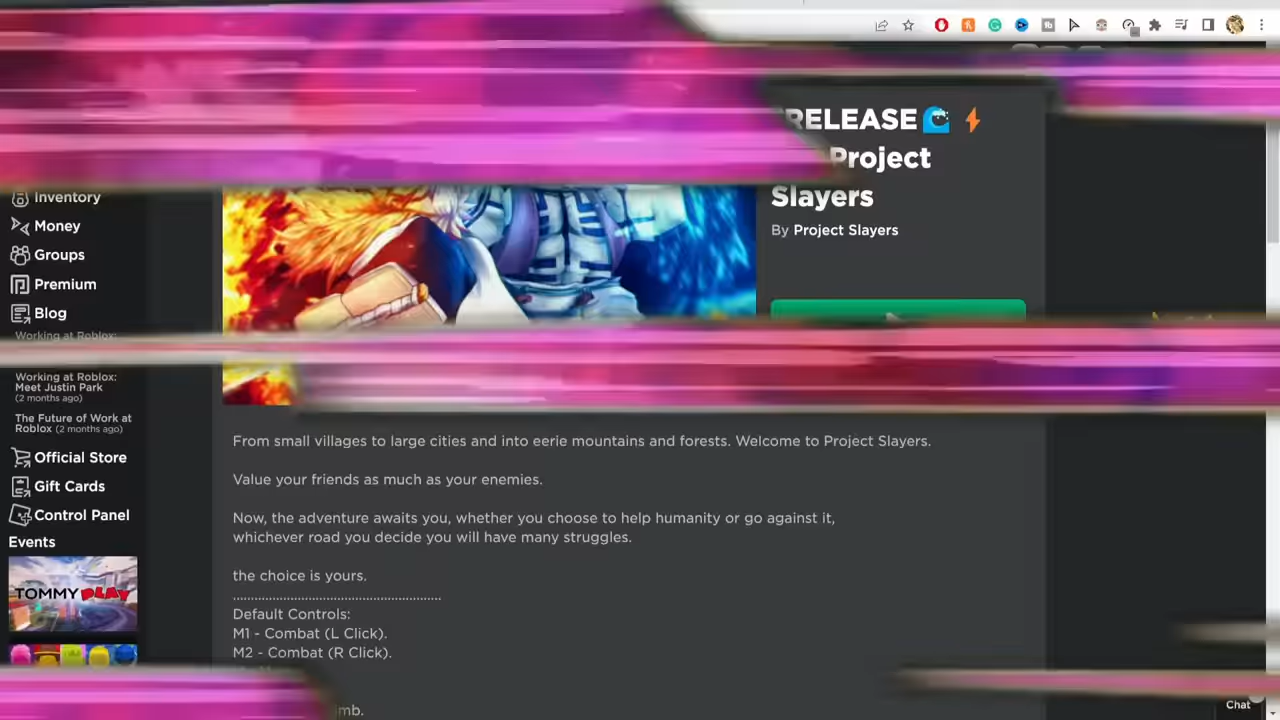 RELEASE
Project
Slayers
By Project Slayers
Inventory
Money
Groups
Premium
Blog
Working at Roblox:
Meet Justin Park
(2 months ago)
The Future of Work at
Roblox (2 months ago)
Official Store
Gift Cards
Control Panel
Events
TOMMY PLAY
From small villages to large cities and into eerie mountains and forests. Welcome to Project Slayers.
Value your friends as much as your enemies.
Now, the adventure awaits you, whether you choose to help humanity or go against it,
whichever road you decide you will have many struggles.
the choice is yours.
........................................................
Default Controls:
M1 - Combat (L Click).
M2 - Combat (R Click).
Chat